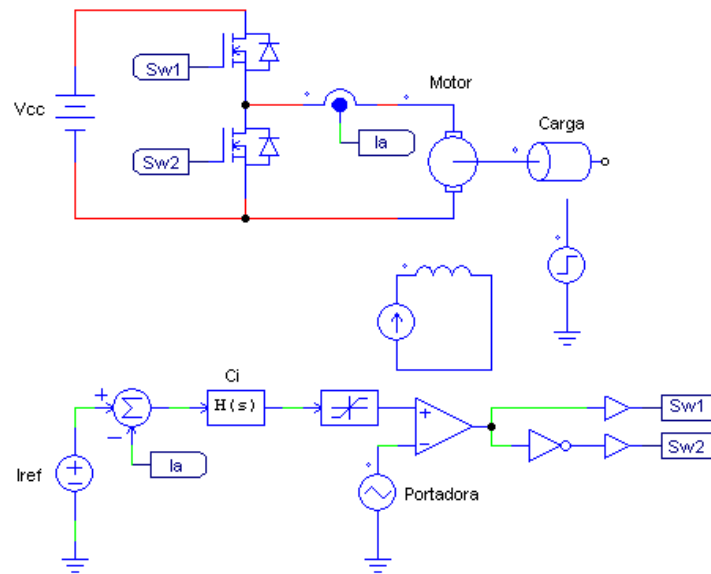 Sw1
Motor
Vcc
Carga
Ia
Sw2
Ci
H(s)
Sw1
Sw2
Ia
Iref
Portadora